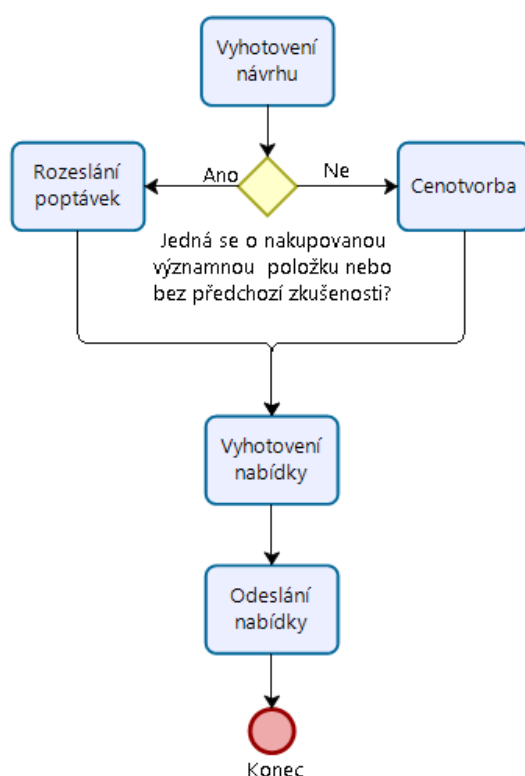 Vyhotovení
návrhu
Rozeslání
poptávek
Ano
Ne
Cenotvorba
Jedná se o nakupovanou
významnou položku nebo
bez předchozí zkušenosti?
Vyhotovení
nabídky
Odeslání
nabídky
Konec